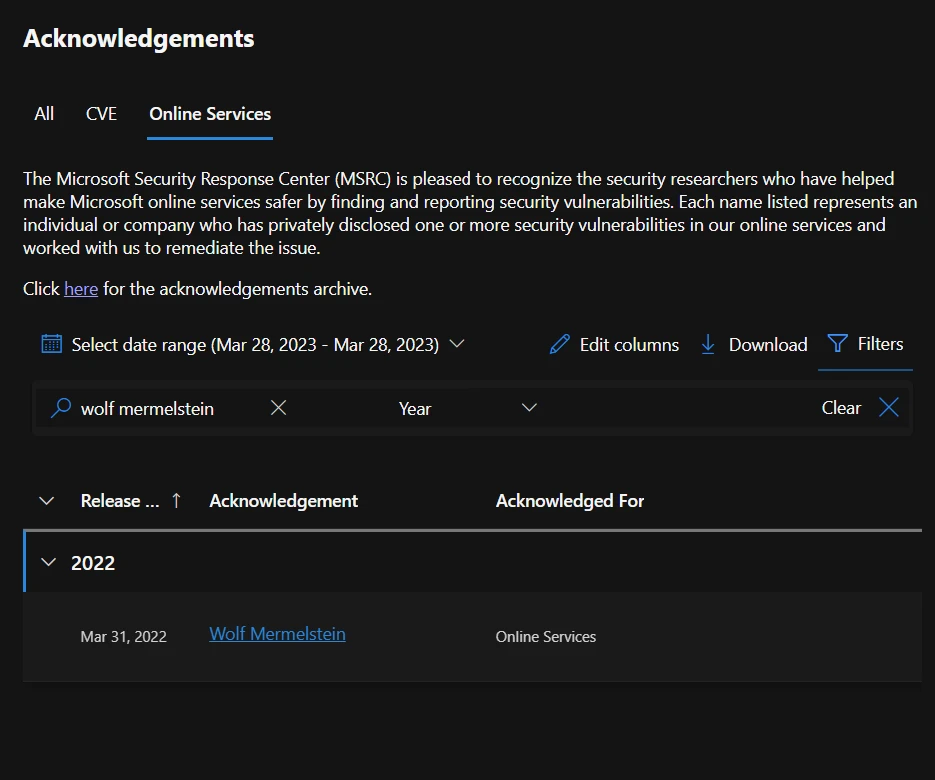 Acknowledgements
All CVE Online Services
The Microsoft Security Response Center (MSRC) is pleased to recognize the security researchers who have helped
make Microsoft online services safer by finding and reporting security vulnerabilities. Each name listed represents an
individual or company who has privately disclosed one or more security vulnerabilities in our online services and
worked with us to remediate the issue.
Click here for the acknowledgements archive.
Select date range (Mar 28, 2023 - Mar 28, 2023) Edit columns Download Filters
wolf mermelstein Year Clear
Release ... Acknowledgement Acknowledged For
2022
Mar 31, 2022 Wolf Mermelstein Online Services